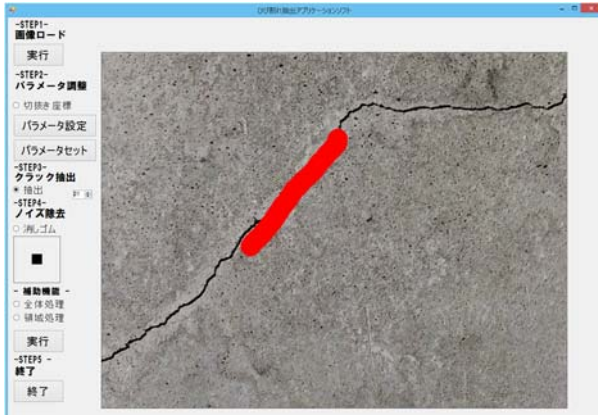 ひび割れ抽出アプリケーションソフト
-STEP1-
画像ロード
実行
-STEP2-
パラメータ調整
切抜き座標
パラメータ設定
パラメータセット
-STEP3-
クラック抽出
抽出
-STEP4-
ノイズ除去
消しゴム
- 補助機能 -
全体処理
領域処理
実行
-STEP5 -
終了
終了